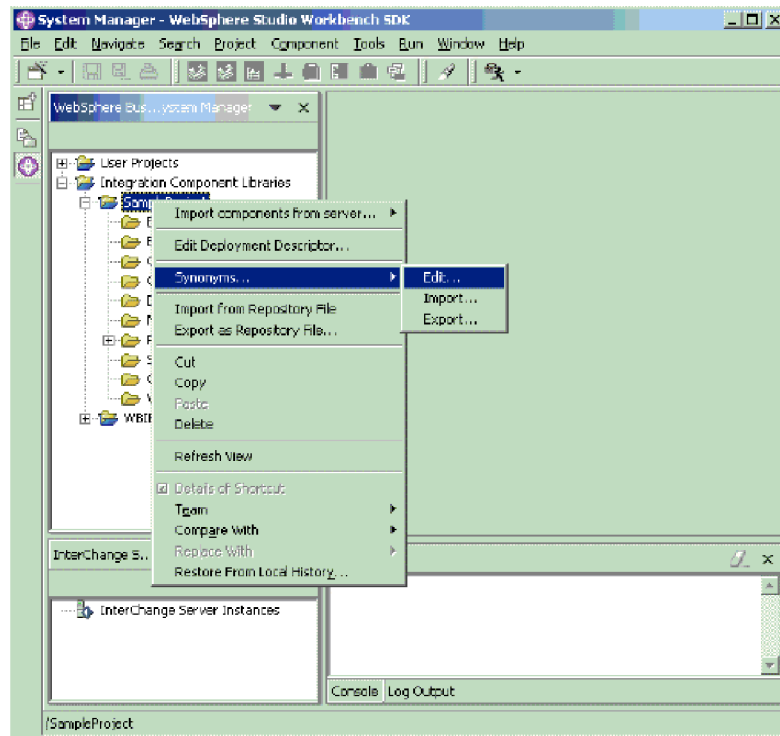 System Manager - WebSphere Studio Workbench SDK
File Edit Navigate Search Project Component Tools Run Window Help
WebSphere Bus...ystem Manager
User Projects
Integration Component Libraries
Import components from server...
Edit Deployment Descriptor...
Synonyms...
Edit...
Import from Repository File
Import...
Export as Repository File...
Export...
Cut
Copy
Paste
Delete
Refresh View
Details of Shortcut
Team
Compare With
Replace With
Restore From Local History...
InterChange S...
InterChange Server Instances
Console Log Output
/SampleProject